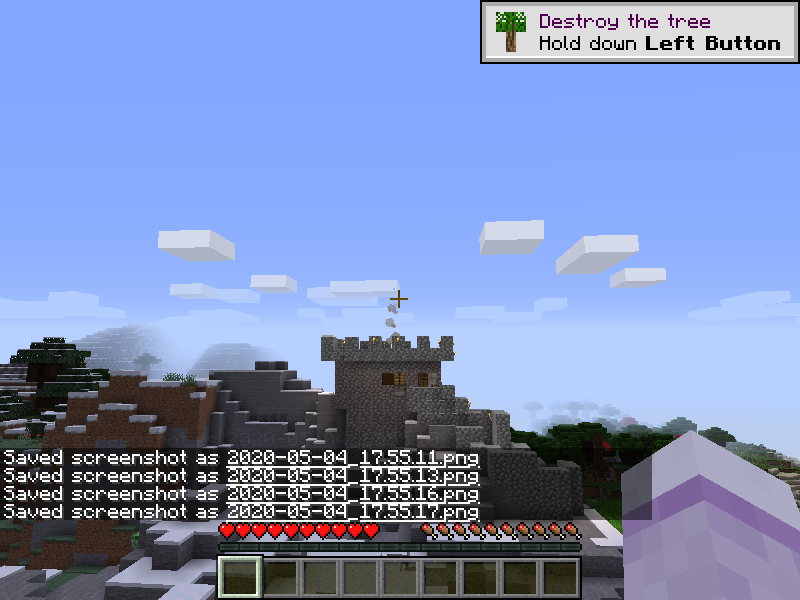 Destroy the tree
Hold down Left Button
Saved screenshot as 2020-05-04_17.55.11.png
Saved screenshot as 2020-05-04_17.55.13.png
Saved screenshot as 2020-05-04_17.55.16.png
Saved screenshot as 2020-05-04_17.55.17.png